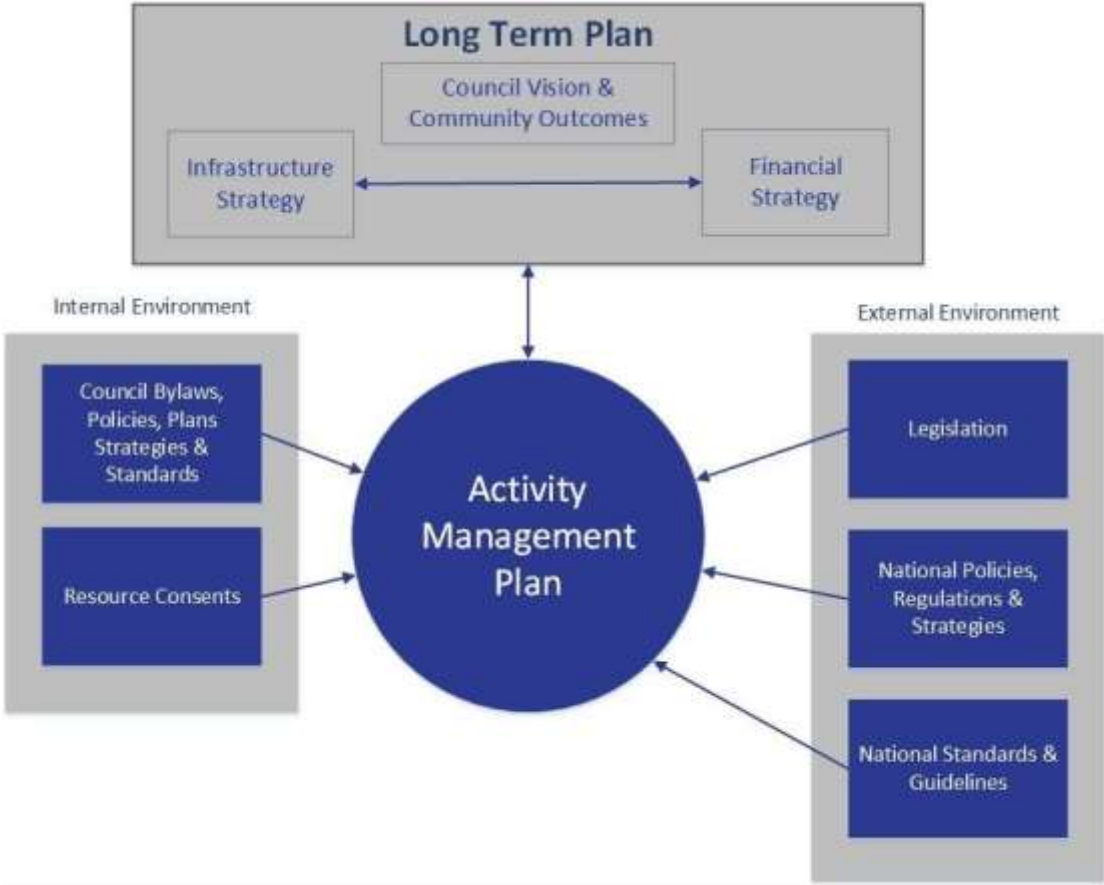 Long Term Plan
Council Vision &
Community Outcomes
Infrastructure
Strategy
Financial
Strategy
Internal Environment
Council Bylaws,
Policies, Plans
Strategies &
Standards
Resource Consents
Activity
Management
Plan
External Environment
Legislation
National Policies,
Regulations &
Strategies
National Standards &
Guidelines